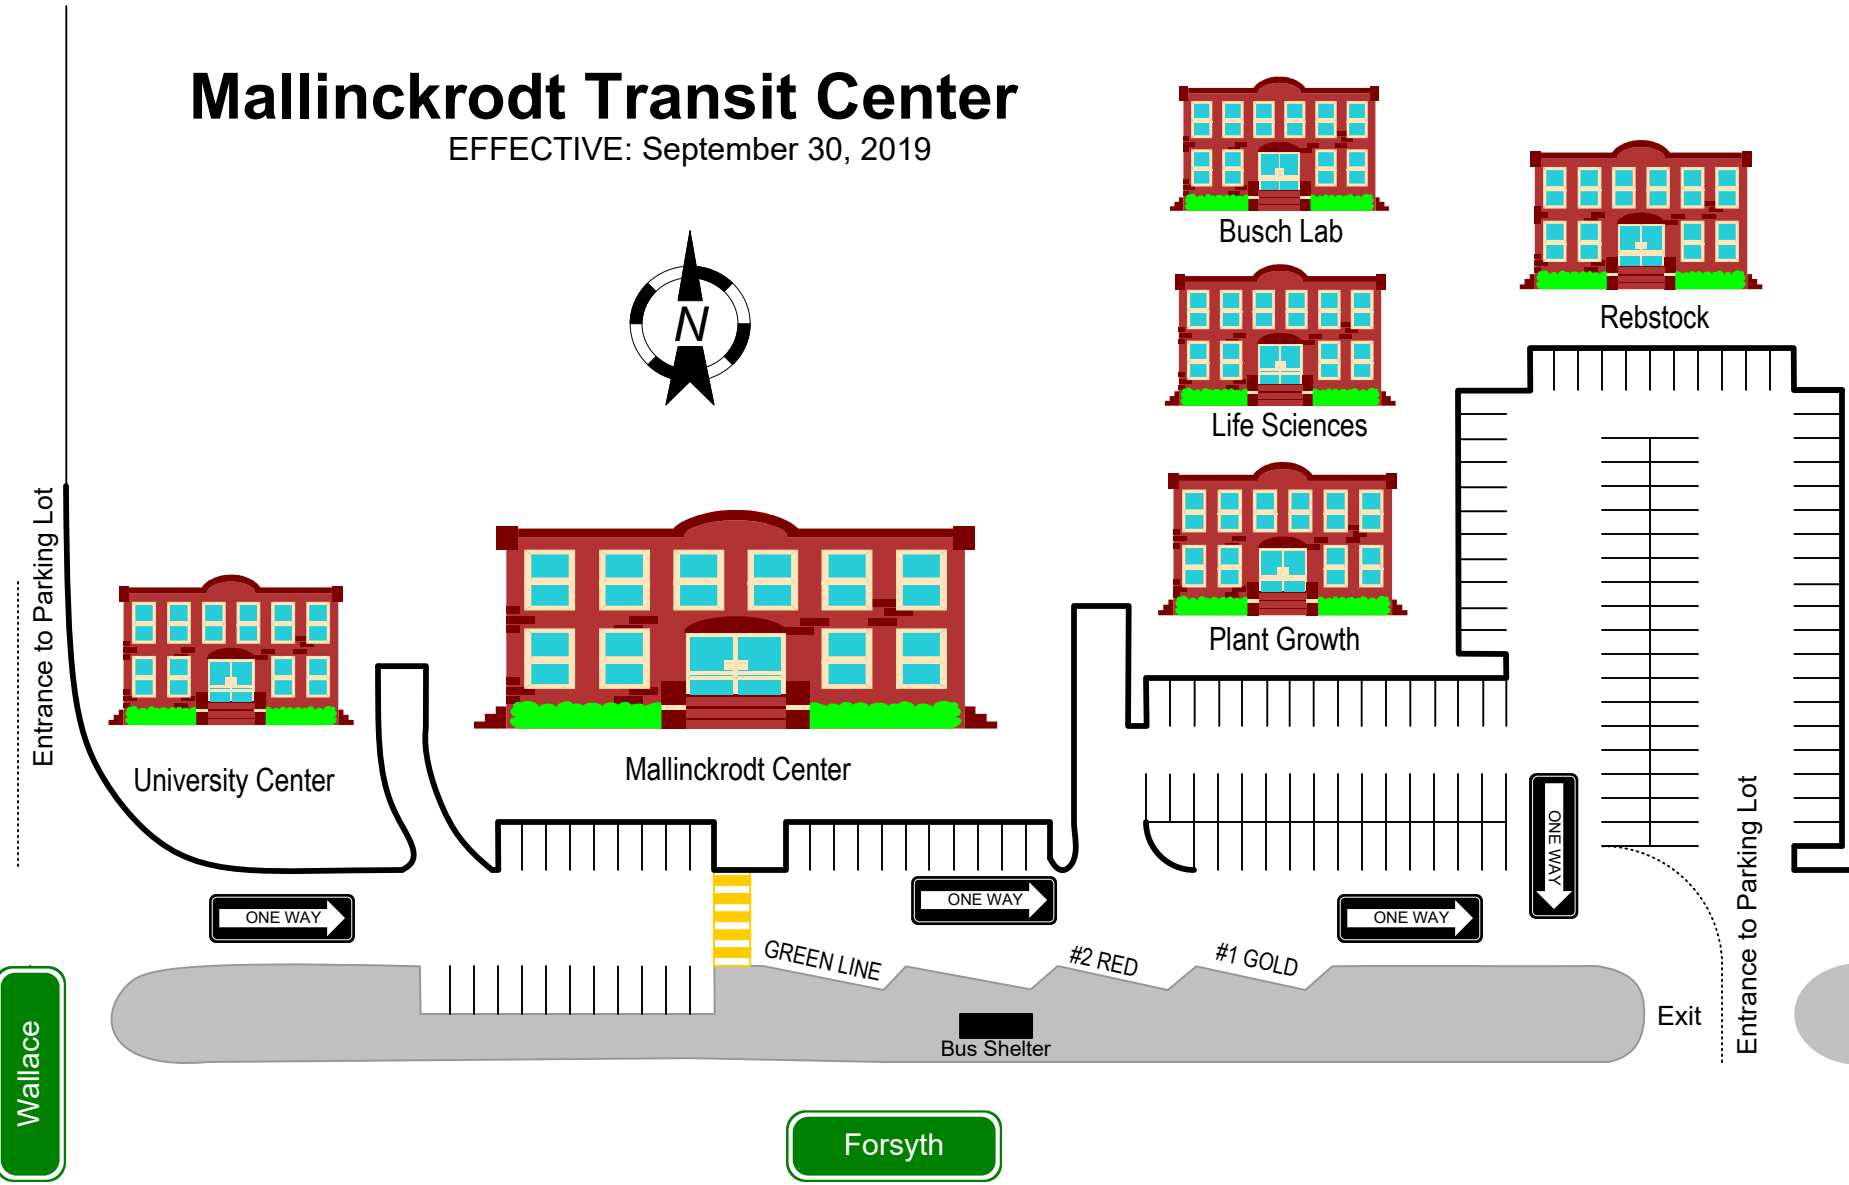 Mallinckrodt Transit Center
EFFECTIVE: September 30, 2019
Busch Lab
Rebstock
N
Life Sciences
Entrance to Parking Lot
Plant Growth
University Center
Mallinckrodt Center
ONE WAY
Entrance to Parking Lot
ONE WAY
ONE WAY
ONE WAY
GREEN LINE
#2 RED
#1 GOLD
Exit
Bus Shelter
Wallace
Forsyth